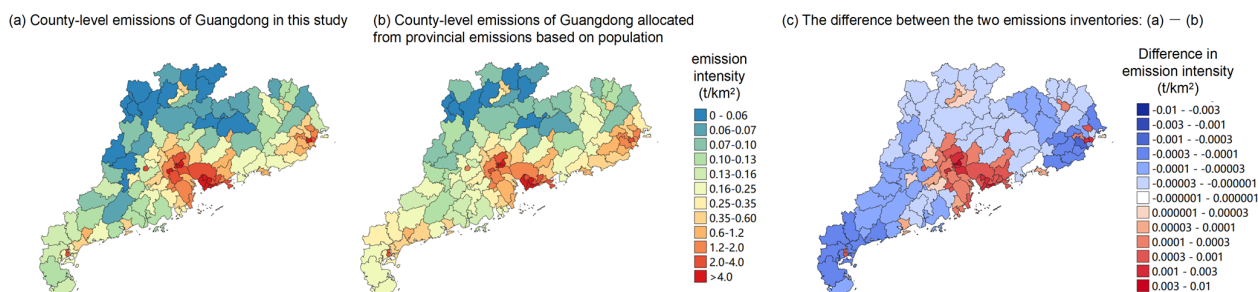 (a) County-level emissions of Guangdong in this study
(b) County-level emissions of Guangdong allocated
from provincial emissions based on population
emission
intensity
(t/km²)
0 - 0.06
0.06-0.07
0.07-0.10
0.10-0.13
0.13-0.16
0.16-0.25
0.25-0.35
0.35-0.60
0.6-1.2
1.2-2.0
2.0-4.0
>4.0
(c) The difference between the two emissions inventories: (a) — (b)
Difference in
emission intensity
(t/km²)
-0.01 - -0.003
-0.003 - -0.001
-0.001 - -0.0003
-0.0003 - -0.0001
-0.0001 - -0.00003
-0.00003 - -0.000001
-0.000001 - 0.000001
0.000001 - 0.00003
0.00003 - 0.0001
0.0001 - 0.0003
0.0003 - 0.001
0.001 - 0.003
0.003 - 0.01